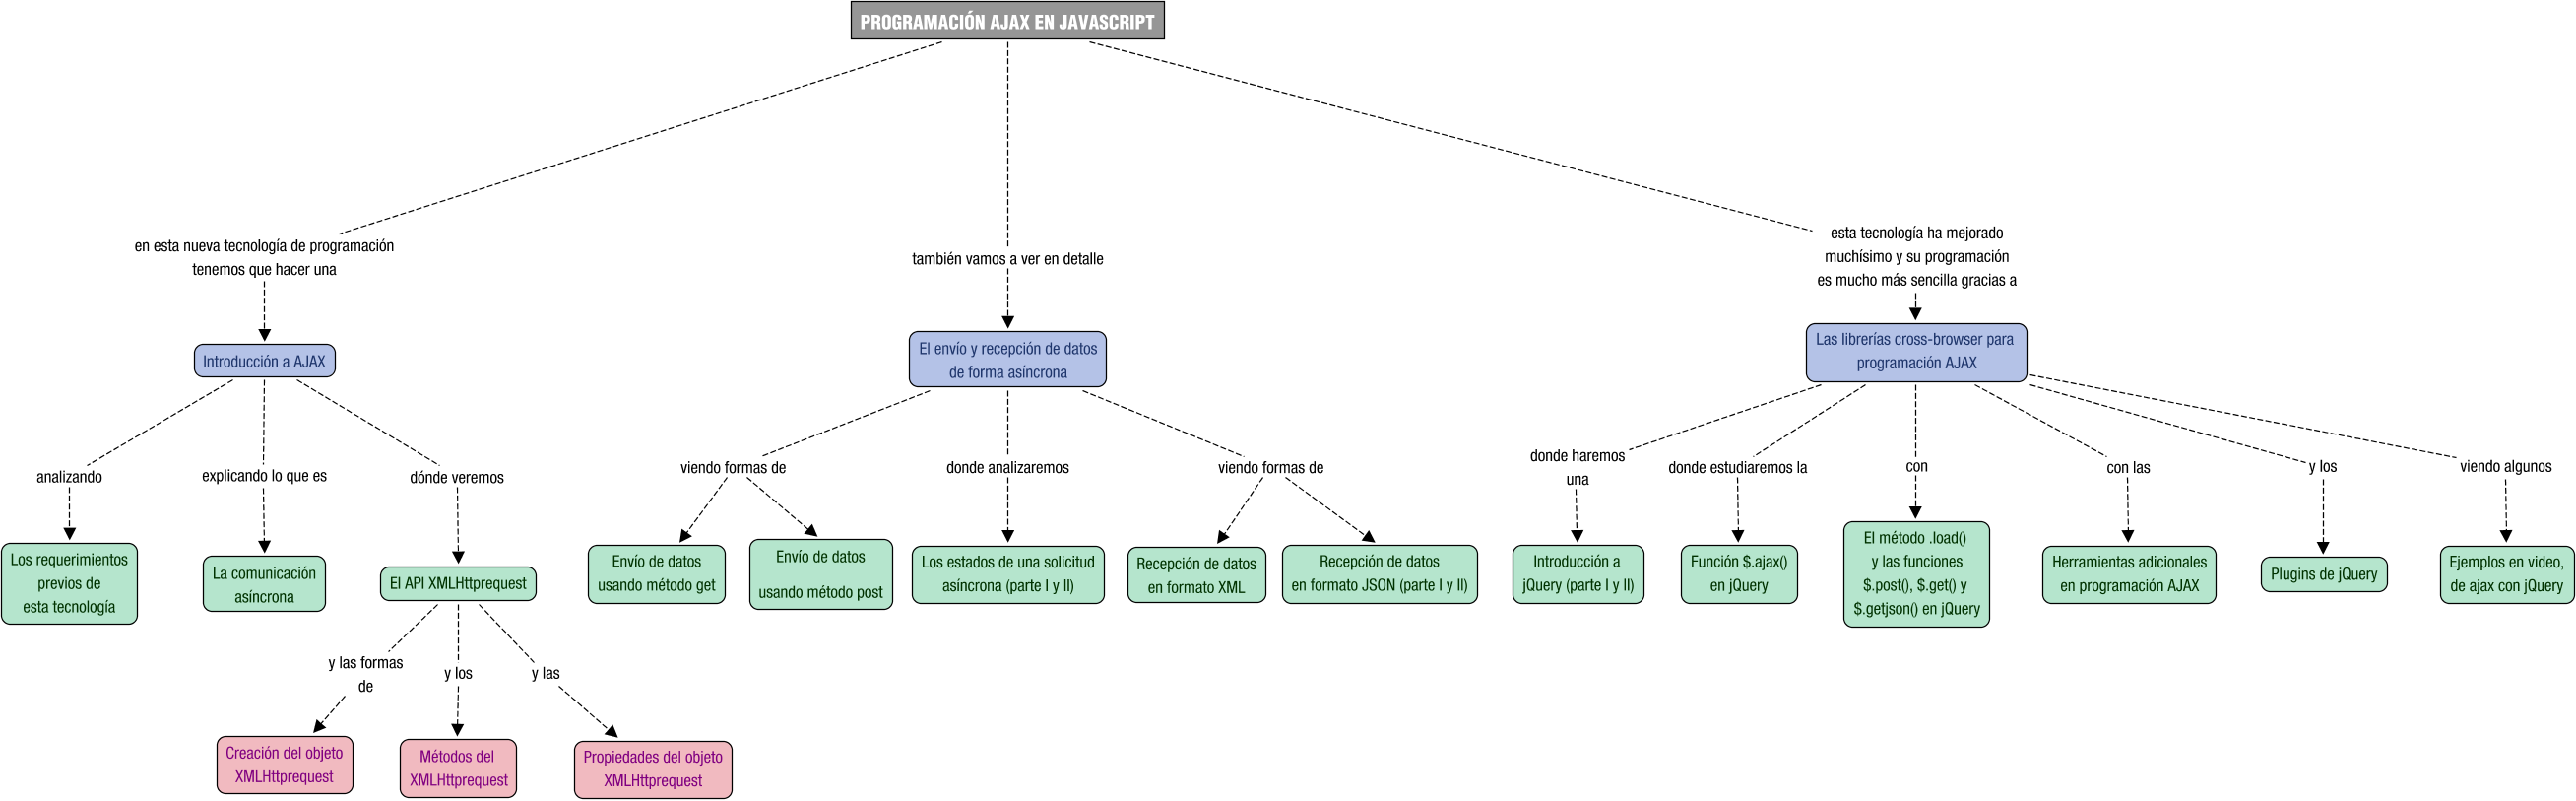 PROGRAMACIÓN AJAX EN JAVASCRIPT
en esta nueva tecnología de programación
tenemos que hacer una
también vamos a ver en detalle
esta tecnología ha mejorado
muchísimo y su programación
es mucho más sencilla gracias a
Introducción a AJAX
El envío y recepción de datos
de forma asíncrona
Las librerías cross-browser para
programación AJAX
analizando
explicando lo que es
dónde veremos
viendo formas de
donde analizaremos
viendo formas de
donde haremos
una
donde estudiaremos la
con
con las
y los
viendo algunos
Los requerimientos
previos de
esta tecnología
La comunicación
asíncrona
El API XMLHttprequest
Envío de datos
usando método get
Envío de datos
usando método post
Los estados de una solicitud
asíncrona (parte I y II)
Recepción de datos
en formato XML
Recepción de datos
en formato JSON (parte I y II)
Introducción a
jQuery (parte I y II)
Función $.ajax()
en jQuery
El método .load()
y las funciones
$.post(), $.get() y
$.getjson() en jQuery
Herramientas adicionales
en programación AJAX
Plugins de jQuery
Ejemplos en video,
de ajax con jQuery
y las formas
de
y los
y las
Creación del objeto
XMLHttprequest
Métodos del
XMLHttprequest
Propiedades del objeto
XMLHttprequest